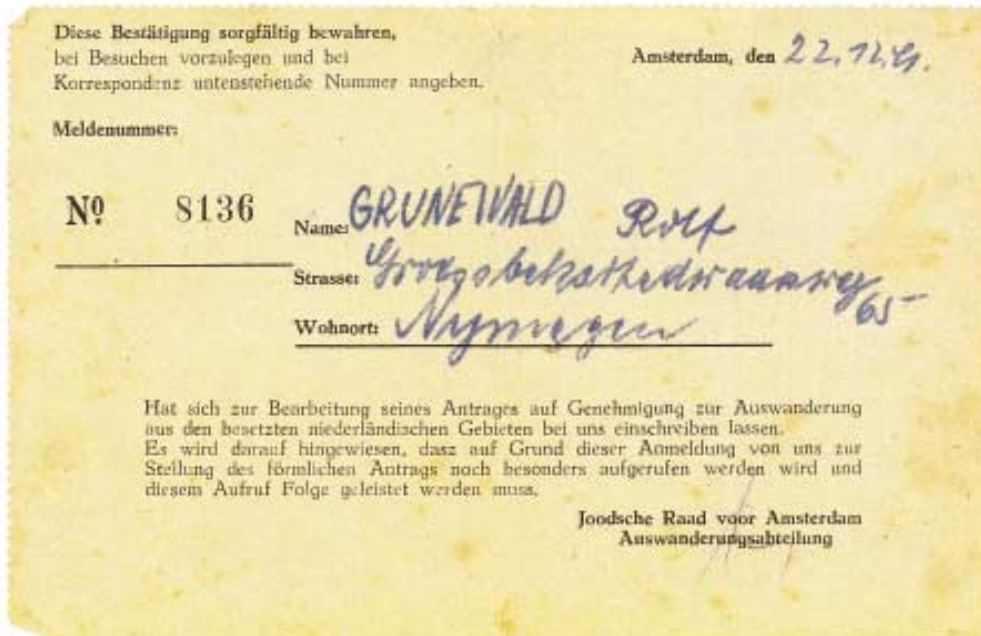 Diese Bestätigung sorgfältig bewahren,
bei Besuchen vorzulegen und bei
Korrespondenz untenstehende Nummer angeben.
Amsterdam, den 22.12.41.
Meldenummer:
Nº 8136
Name: GRUNEWALD Rolf
Strasse: 65
Wohnort: Nymegen
Hat sich zur Bearbeitung seines Antrages auf Genehmigung zur Auswanderung
aus den besetzten niederländischen Gebieten bei uns einschreiben lassen.
Es wird darauf hingewiesen, dasz auf Grund dieser Anmeldung von uns zur
Stellung des förmlichen Antrags noch besonders aufgerufen werden wird und
diesem Aufruf Folge geleistet werden muss.
Joodsche Raad voor Amsterdam
Auswanderungsabteilung